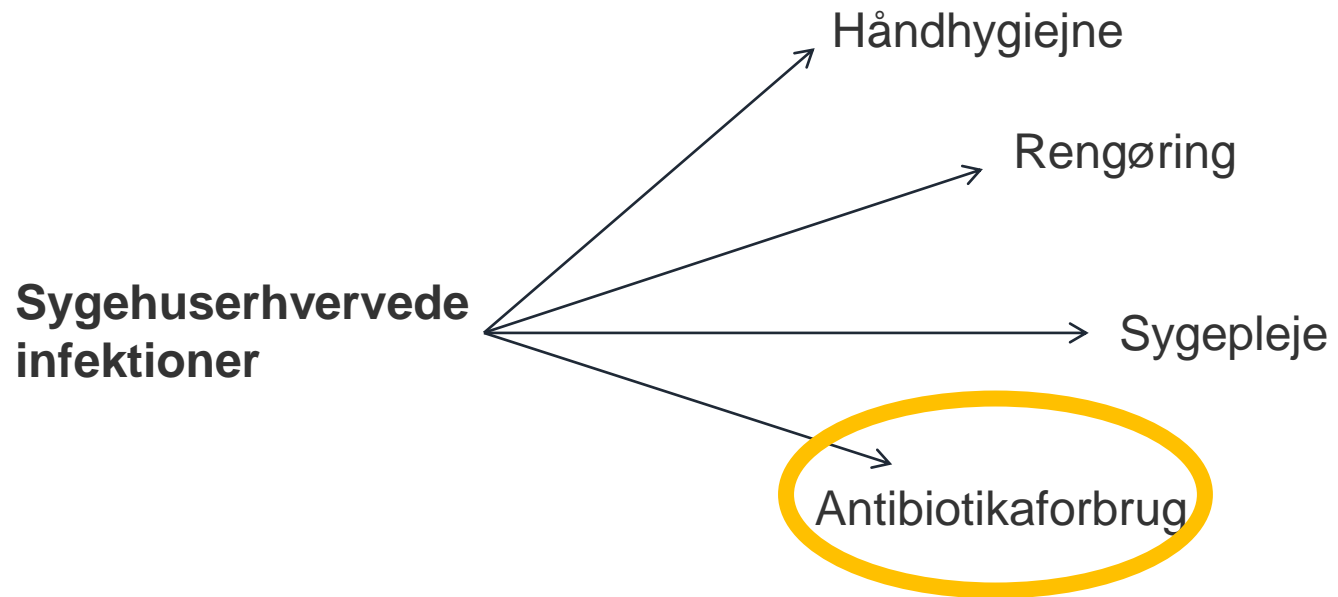 Håndhygiejne
Rengøring
Sygehuserhvervede
infektioner
Sygepleje
Antibiotikaforbrug